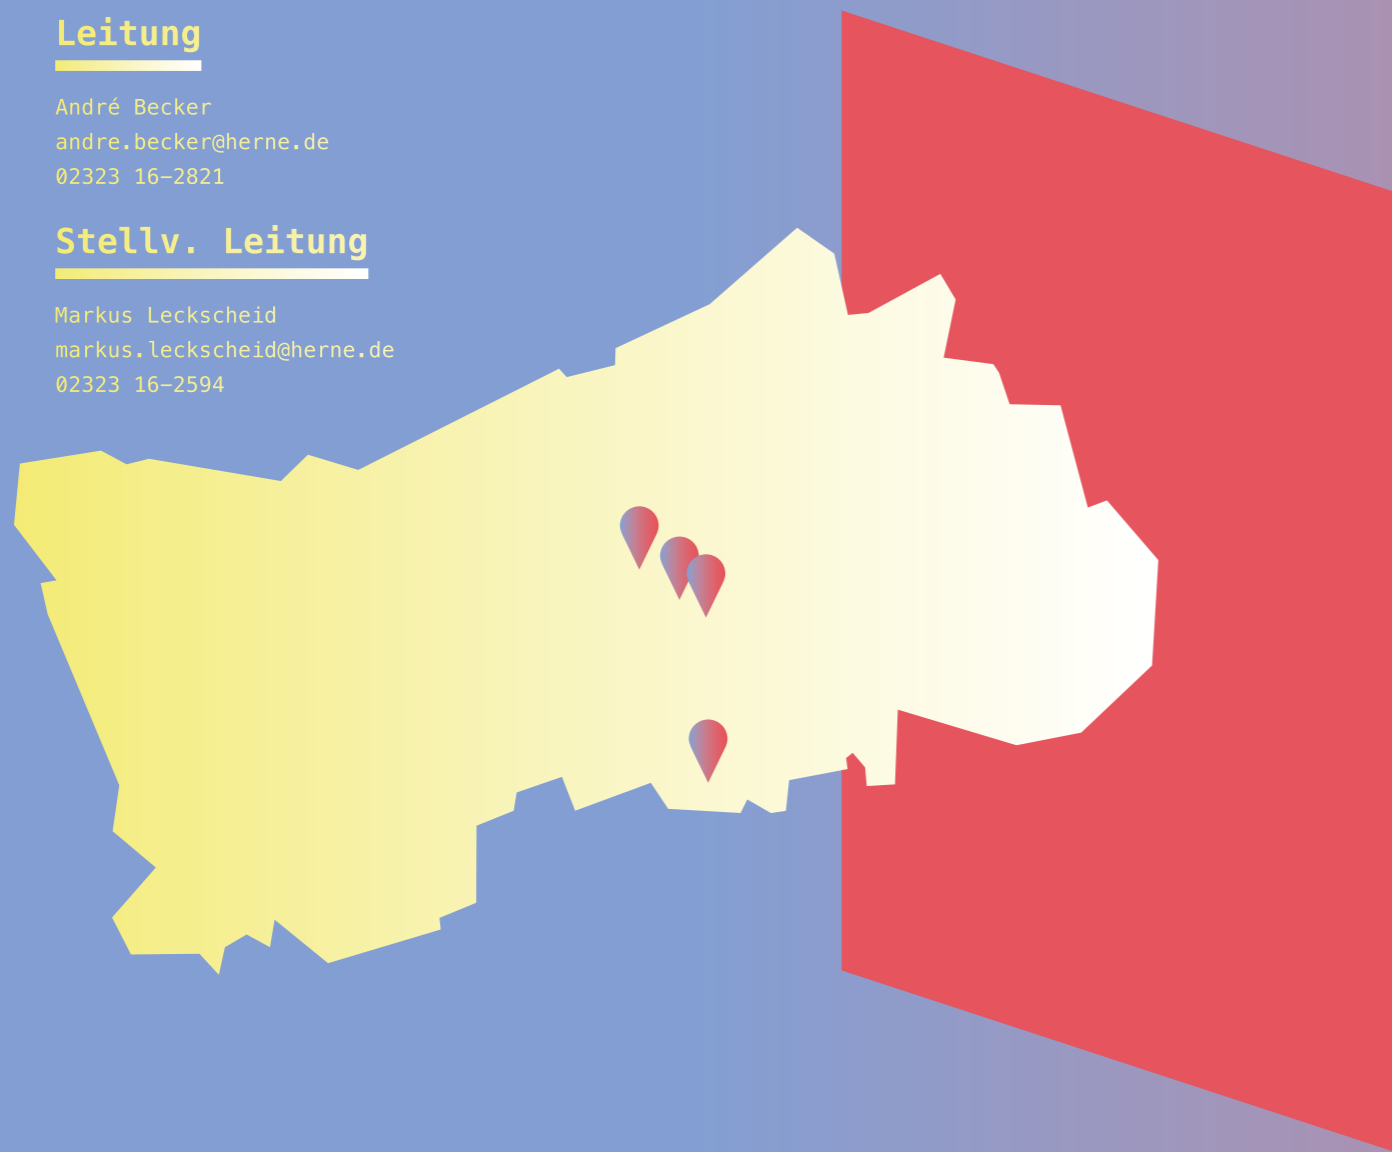 Leitung
André Becker
andre.becker@herne.de
02323 16–2821
Stellv. Leitung
Markus Leckscheid
markus.leckscheid@herne.de
02323 16–2594